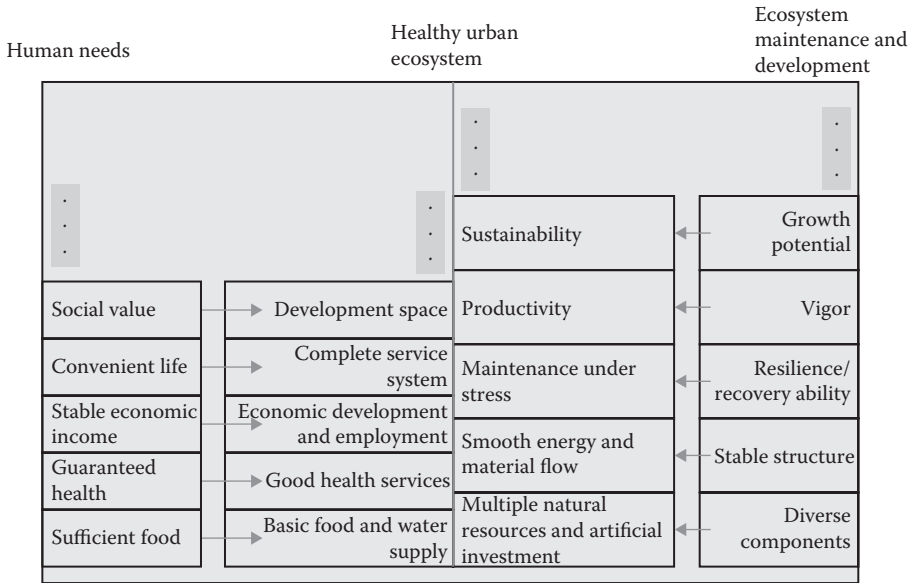 Human needs
Healthy urban
ecosystem
Ecosystem
maintenance and
development
Social value
Convenient life
Stable economic
income
Guaranteed
health
Sufficient food
Development space
Complete service
system
Economic development
and employment
Good health services
Basic food and water
supply
Sustainability
Productivity
Maintenance under
stress
Smooth energy and
material flow
Multiple natural
resources and artificial
investment
Growth
potential
Vigor
Resilience/
recovery ability
Stable structure
Diverse
components